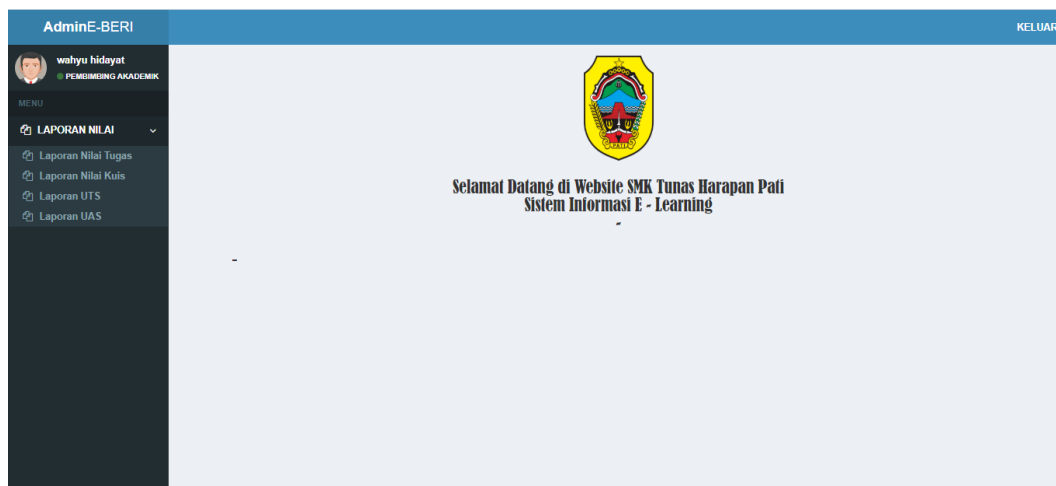 AdminE-BERI
KELUAR
wahyu hidayat
PEMBIMBING AKADEMIK
MENU
LAPORAN NILAI
Laporan Nilai Tugas
Laporan Nilai Kuis
Laporan UTS
Laporan UAS
PATI
Selamat Datang di Website SMK Tunas Harapan Pati
Sistem Informasi E - Learning
-
-